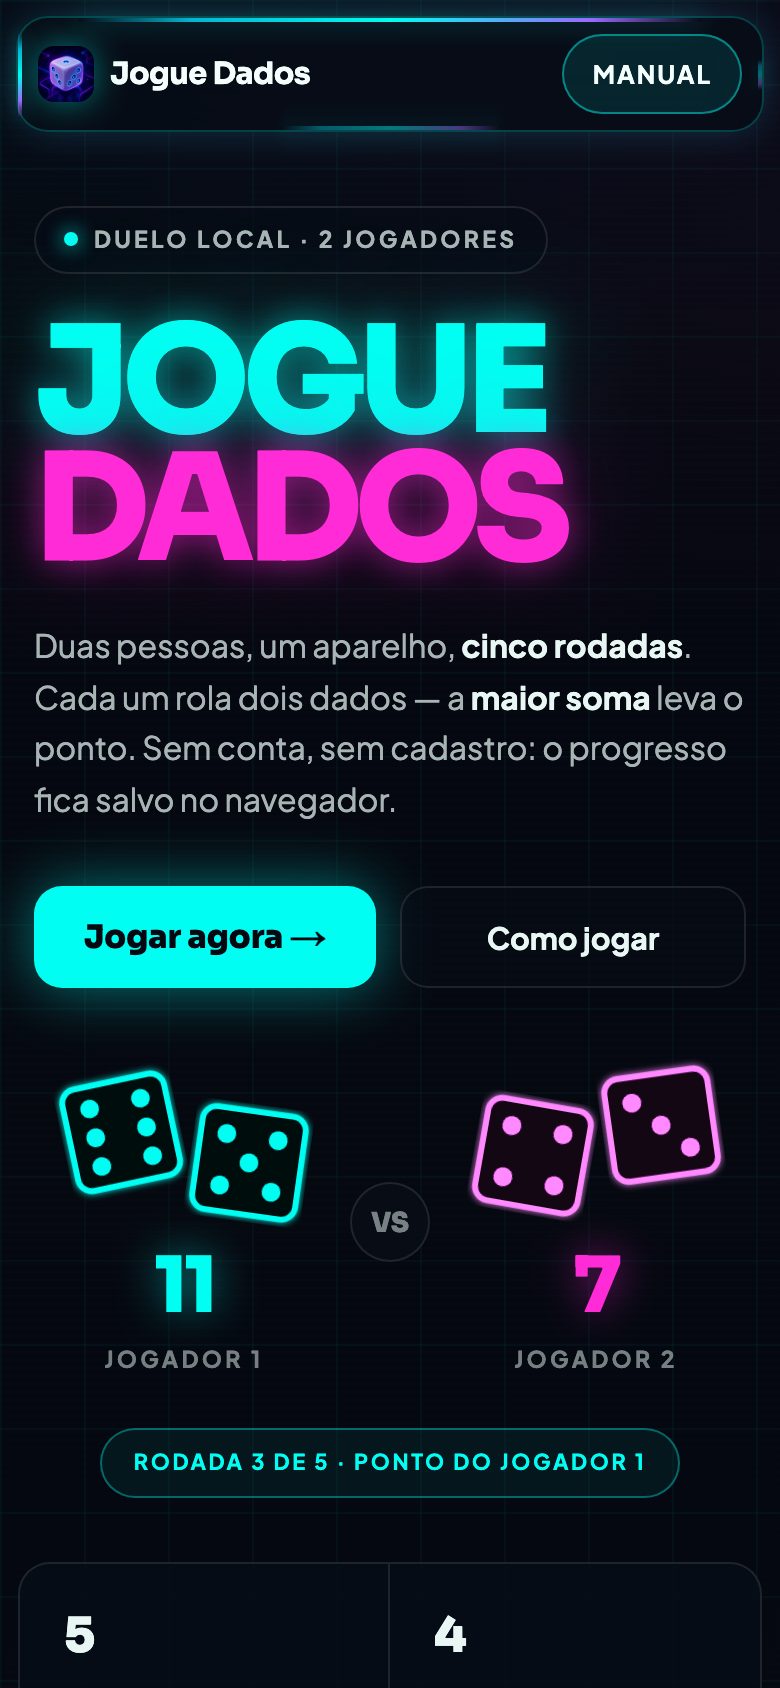 Jogue Dados
MANUAL
DUELO LOCAL · 2 JOGADORES
JOGUE
DADOS
Duas pessoas, um aparelho, cinco rodadas.
Cada um rola dois dados — a maior soma leva o
ponto. Sem conta, sem cadastro: o progresso
fica salvo no navegador.
Jogar agora →
Como jogar
VS
11
7
JOGADOR 1
JOGADOR 2
RODADA 3 DE 5 · PONTO DO JOGADOR 1
5
4